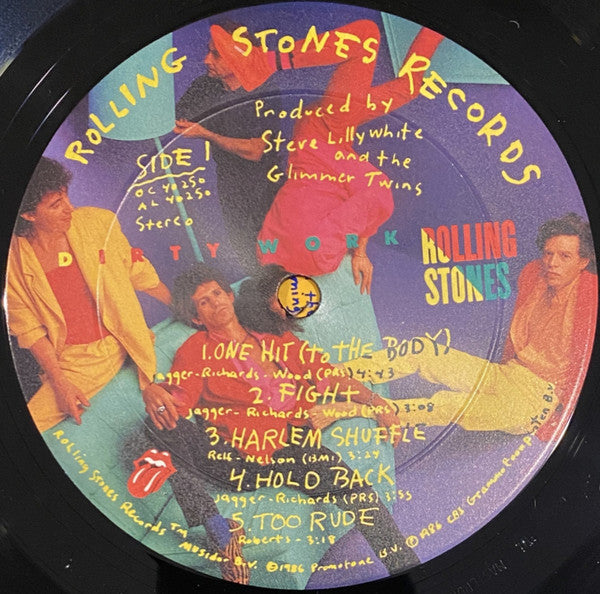 ROLLING STONES RECORDS
Produced by
Steve Lillywhite
and the
Glimmer Twins
SIDE 1
OC 40250
AL 40250
Stereo
DIRTY WORK
ROLLING
STONES
1. ONE HIT (to THE BODY)
Jagger-Richards-Wood (PRS) 4:43
2. FIGHT
Jagger-Richards-Wood (PRS) 3:08
3. HARLEM SHUFFLE
Relf-Nelson (BMI) 3:24
4. HOLD BACK
Jagger-Richards (PRS) 3:55
5. TOO RUDE
Roberts - 3:18
Rolling Stones Records TM Musidor B.V. ©1986 Promotone B.V. ℗1986 CBS Grammofoonplaten B.V.